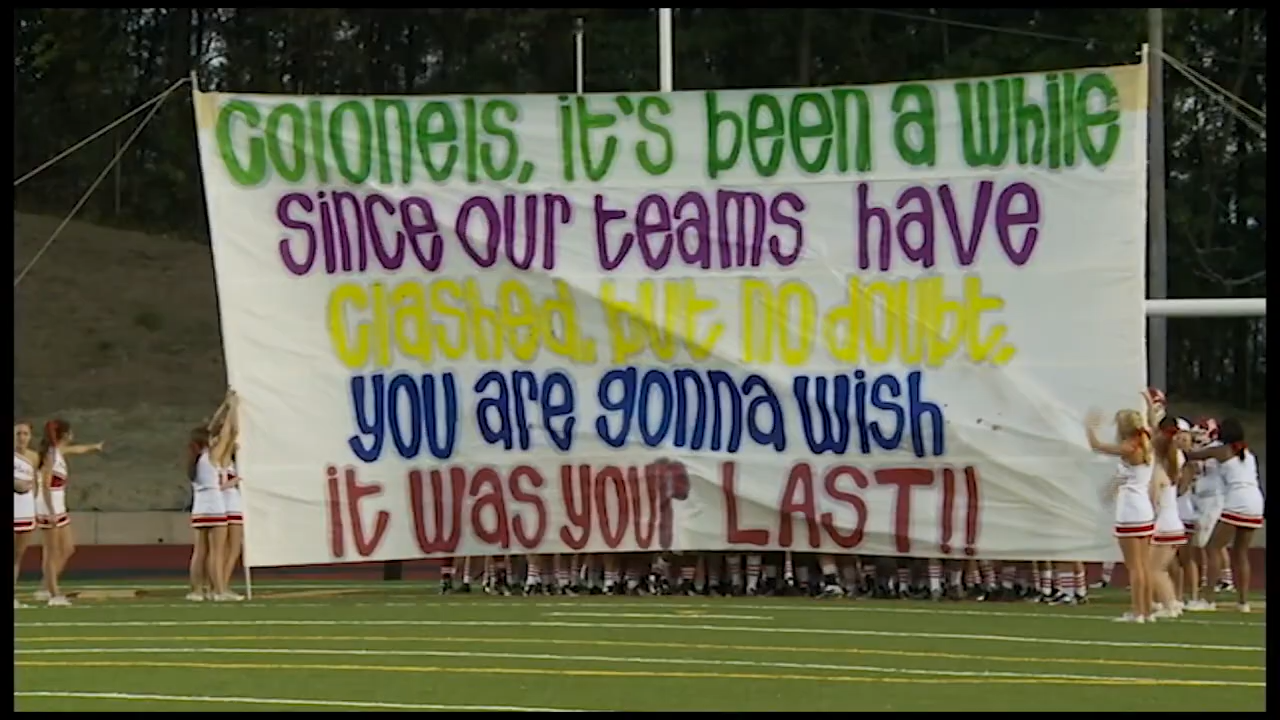 Colonels, it's been a while
since our teams have
clashed, but no doubt,
you are gonna wish
it was your LAST!!